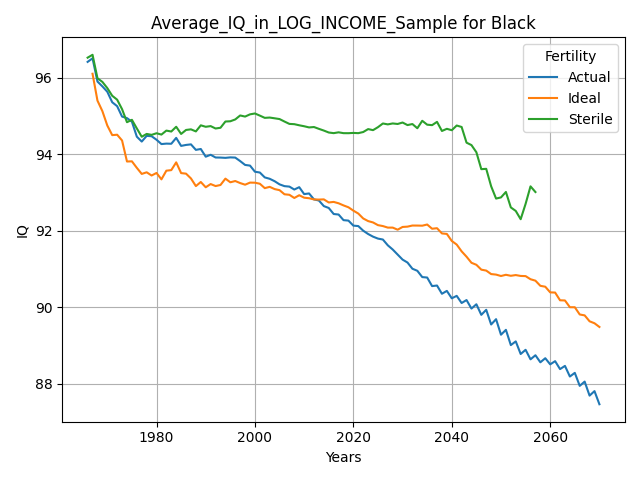 Average_IQ_in_LOG_INCOME_Sample for Black
Fertility
Actual
Ideal
Sterile
96
94
92
90
88
IQ
1980
2000
2020
2040
2060
Years